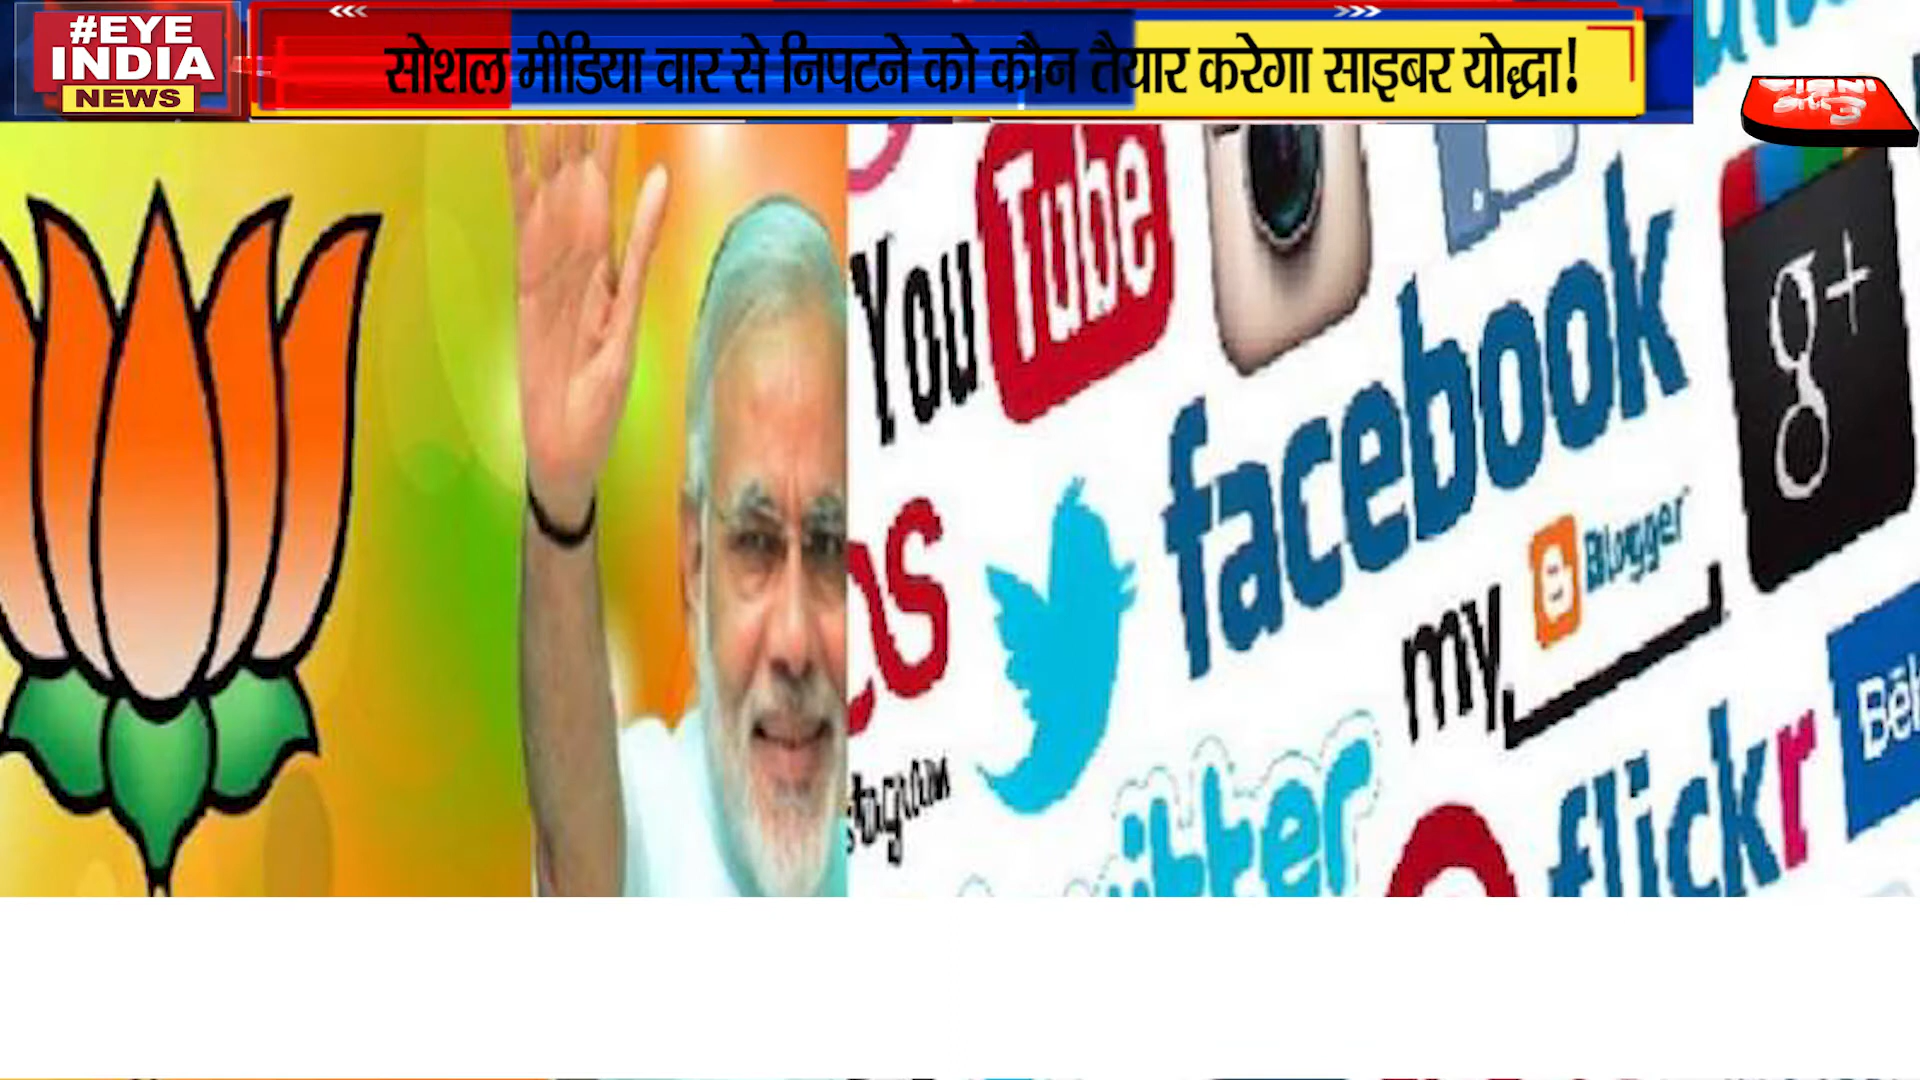 #EYE
INDIA
NEWS
सोशल मीडिया वार से निपटने को कौन तैयार करेगा साइबर योद्धा!
You Tube
facebook
g+
Blogger
my
flickr